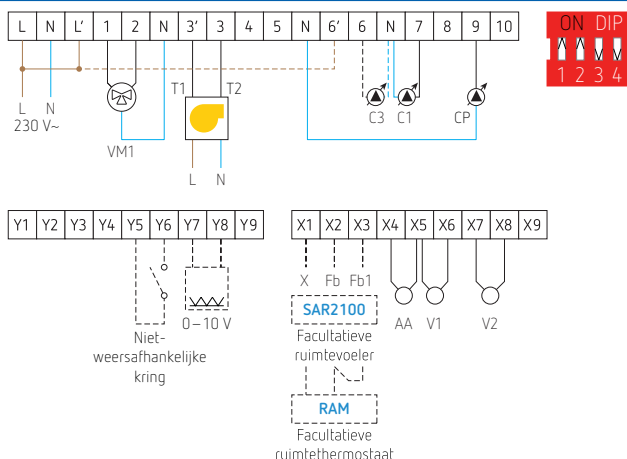 L N L' 1 2 N 3' 3 4 5 N 6' 6 N 7 8 9 10
ON DIP
1 2 3 4
L N
230 V~
VM1
T1 T2
L N
C3 C1 CP
Y1 Y2 Y3 Y4 Y5 Y6 Y7 Y8 Y9
X1 X2 X3 X4 X5 X6 X7 X8 X9
0–10 V
Niet-
weersafhankelijke
kring
X Fb Fb1
SAR2100
Facultatieve
ruimtevoeler
RAM
Facultatieve
ruimtethermostaat
AA V1 V2